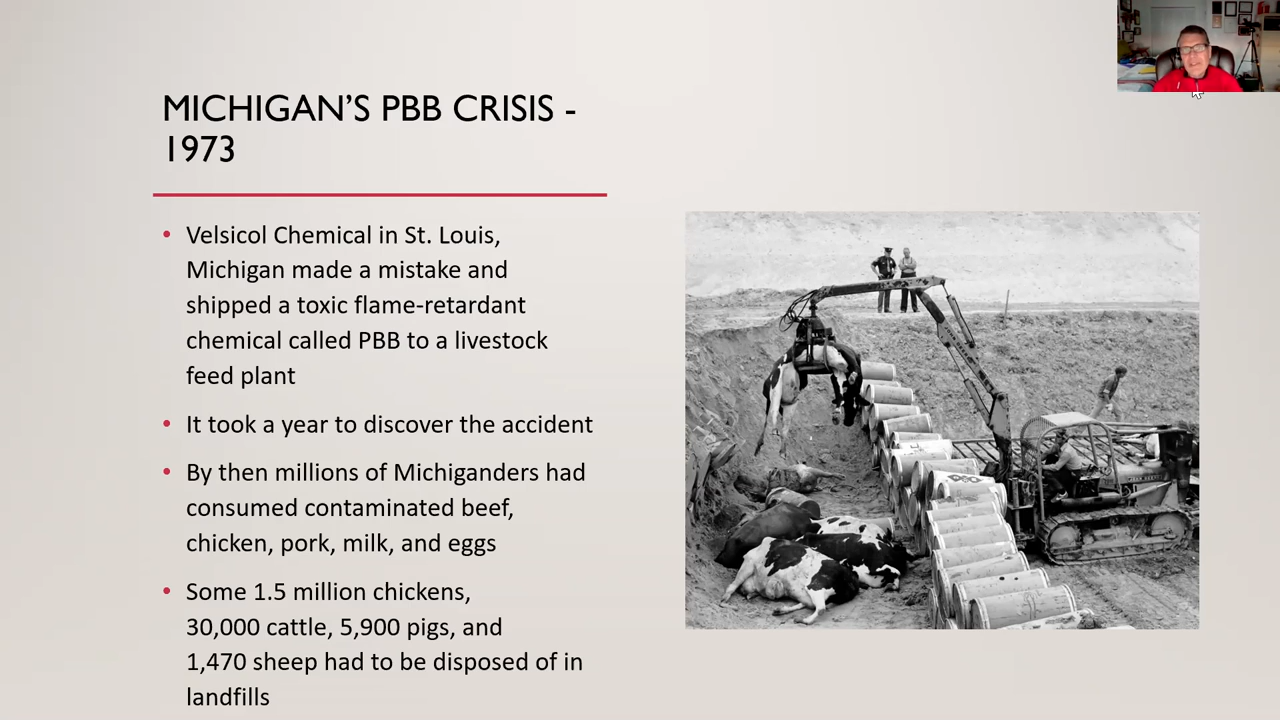 MICHIGAN’S PBB CRISIS -
1973
• Velsicol Chemical in St. Louis,
Michigan made a mistake and
shipped a toxic flame-retardant
chemical called PBB to a livestock
feed plant
• It took a year to discover the accident
• By then millions of Michiganders had
consumed contaminated beef,
chicken, pork, milk, and eggs
• Some 1.5 million chickens,
30,000 cattle, 5,900 pigs, and
1,470 sheep had to be disposed of in
landfills